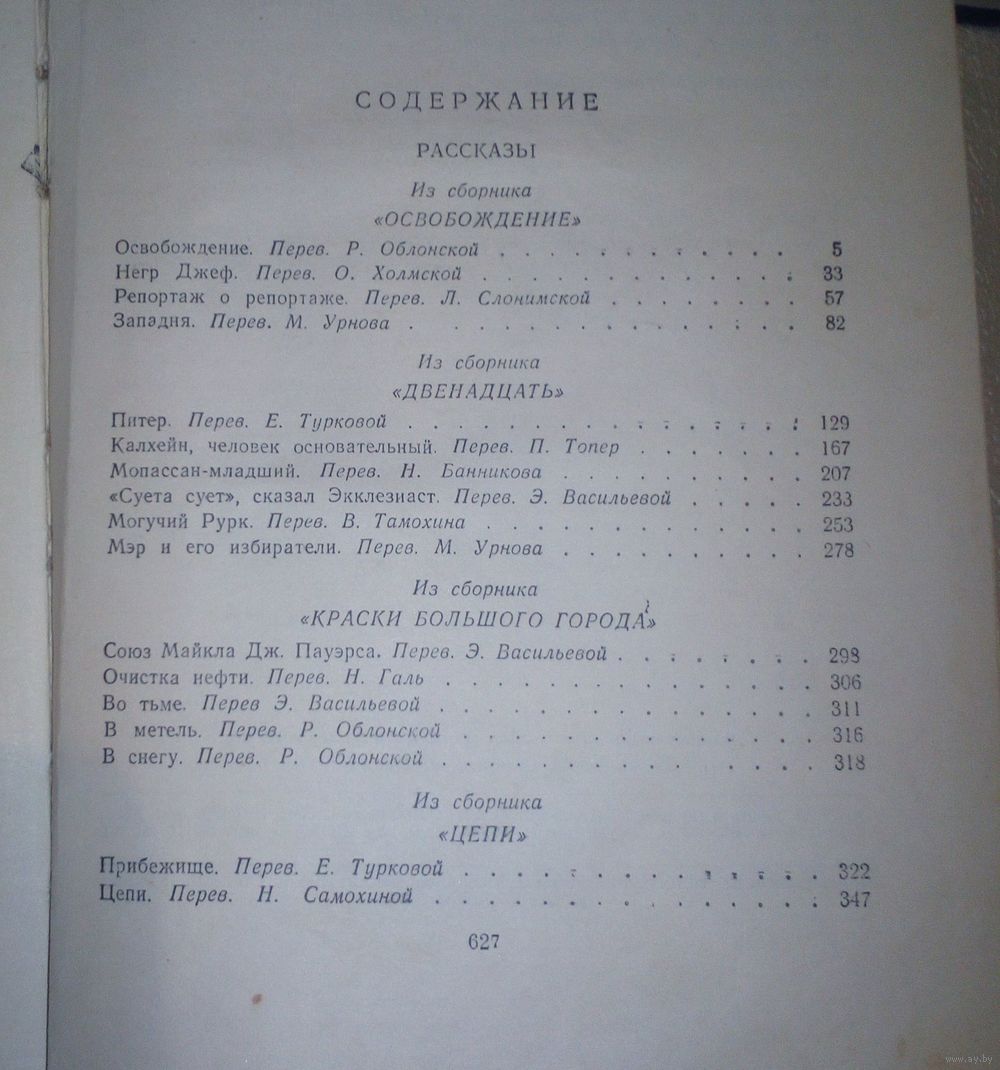 СОДЕРЖАНИЕ
РАССКАЗЫ
Из сборника
«ОСВОБОЖДЕНИЕ»
Освобождение. Перев. Р. Облонской . . . . . . . . . . . . 5
Негр Джеф. Перев. О. Холмской . . . . . . . . . . . . . 33
Репортаж о репортаже. Перев. Л. Слонимской . . . . . . . . 57
Западня. Перев. М. Урнова . . . . . . . . . . . . . . . 82
Из сборника
«ДВЕНАДЦАТЬ»
Питер. Перев. Е. Турковой . . . . . . . . . . . . . . . 129
Калхейн, человек основательный. Перев. П. Топер . . . . . . . 167
Мопассан-младший. Перев. Н. Банникова . . . . . . . . . . 207
«Суета сует», сказал Экклезиаст. Перев. Э. Васильевой . . . . . 233
Могучий Рурк. Перев. В. Тамохина . . . . . . . . . . . . 253
Мэр и его избиратели. Перев. М. Урнова . . . . . . . . . . 278
Из сборника
«КРАСКИ БОЛЬШОГО ГОРОДА»
Союз Майкла Дж. Пауэрса. Перев. Э. Васильевой . . . . . . . . 298
Очистка нефти. Перев. Н. Галь . . . . . . . . . . . . . . 306
Во тьме. Перев Э. Васильевой . . . . . . . . . . . . . . 311
В метель. Перев. Р. Облонской . . . . . . . . . . . . . 316
В снегу. Перев. Р. Облонской . . . . . . . . . . . . . . 318
Из сборника
«ЦЕПИ»
Прибежище. Перев. Е. Турковой . . . . . . . . . . . . . . 322
Цепи. Перев. Н. Самохиной . . . . . . . . . . . . . . . 347
627
www.ay.by